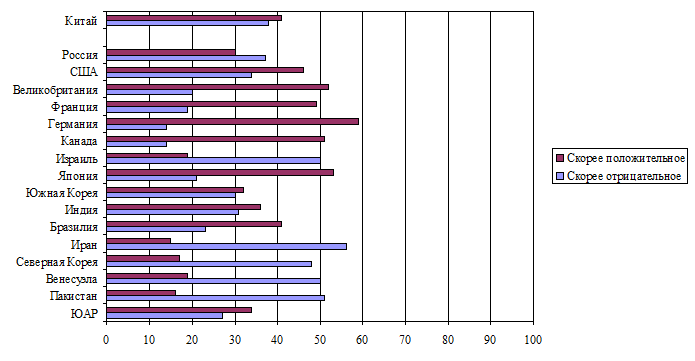 Китай
Россия
США
Великобритания
Франция
Германия
Канада
Израиль
Япония
Южная Корея
Индия
Бразилия
Иран
Северная Корея
Венесуэла
Пакистан
ЮАР
0 10 20 30 40 50 60 70 80 90 100
Скорее положительное
Скорее отрицательное